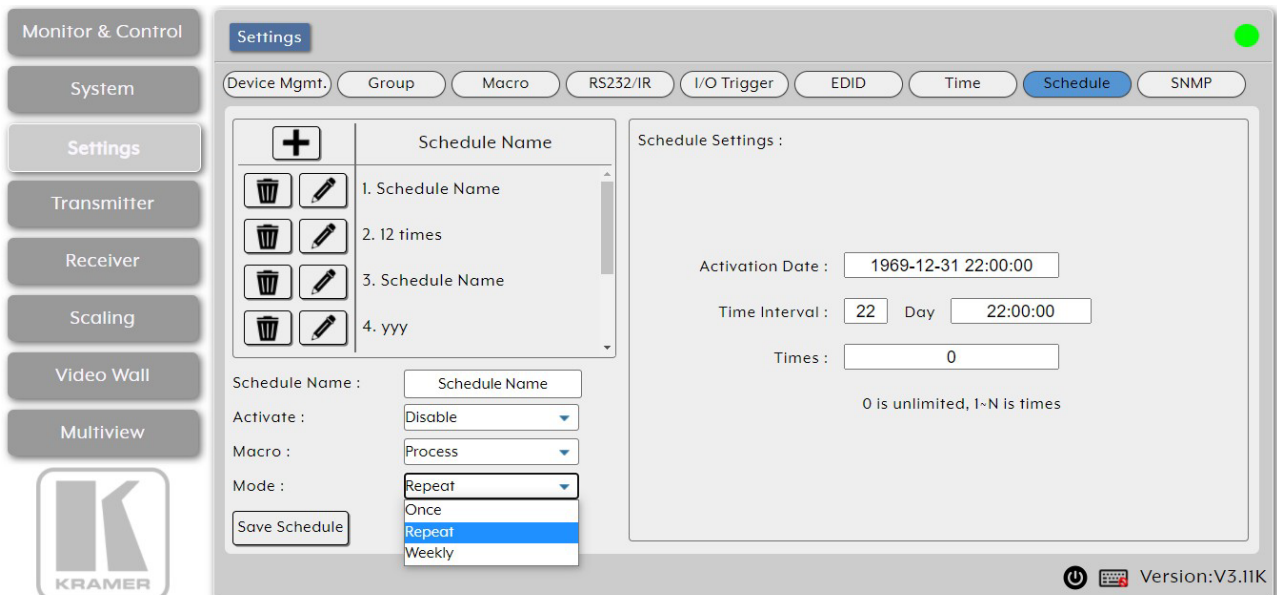 Monitor & Control
System
Settings
Transmitter
Receiver
Scaling
Video Wall
Multiview
KRAMER
Settings
Device Mgmt.
Group
Macro
RS232/IR
I/O Trigger
EDID
Time
Schedule
SNMP
Schedule Name
1. Schedule Name
2. 12 times
3. Schedule Name
4. yyy
Schedule Name : Schedule Name
Activate : Disable
Macro : Process
Mode : Repeat
Once
Repeat
Weekly
Save Schedule
Schedule Settings :
Activation Date : 1969-12-31 22:00:00
Time Interval : 22 Day 22:00:00
Times : 0
0 is unlimited, 1~N is times
Version:V3.11K